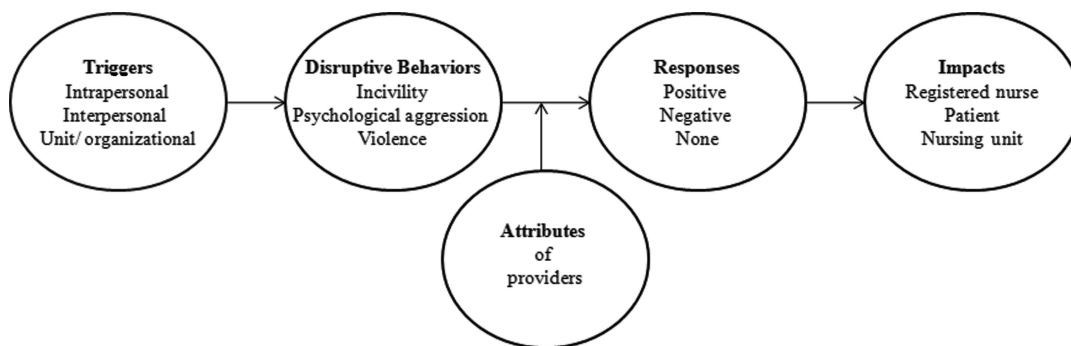 Triggers
Intrapersonal
Interpersonal
Unit/ organizational
Disruptive Behaviors
Incivility
Psychological aggression
Violence
Responses
Positive
Negative
None
Impacts
Registered nurse
Patient
Nursing unit
Attributes
of
providers